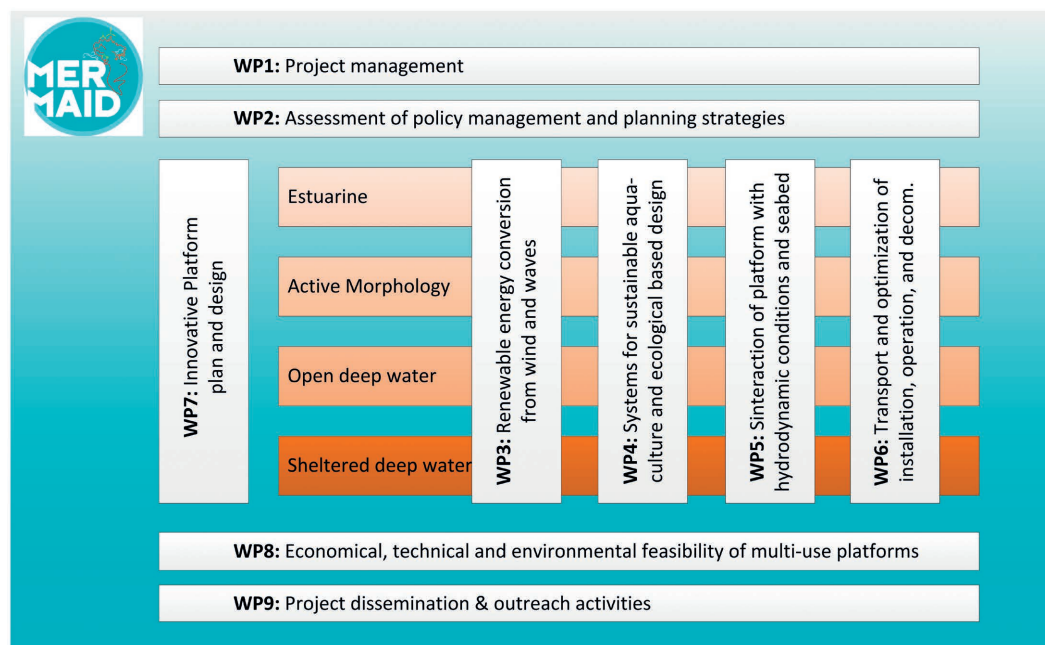 MER
MAID
WP1: Project management
WP2: Assessment of policy management and planning strategies
WP7: Innovative Platform
plan and design
Estuarine
Active Morphology
Open deep water
Sheltered deep water
WP3: Renewable energy conversion
from wind and waves
WP4: Systems for sustainable aqua-
culture and ecological based design
WP5: Sinteraction of platform with
hydrodynamic conditions and seabed
WP6: Transport and optimization of
installation, operation, and decom.
WP8: Economical, technical and environmental feasibility of multi-use platforms
WP9: Project dissemination & outreach activities